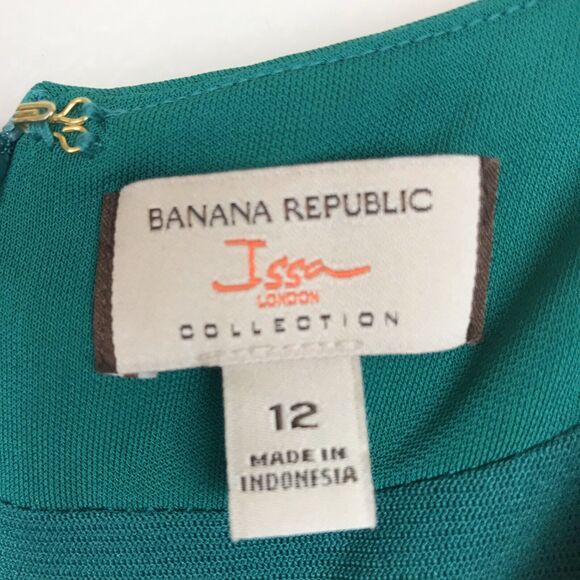 BANANA REPUBLIC
Issa
LONDON
COLLECTION
12
MADE IN
INDONESIA